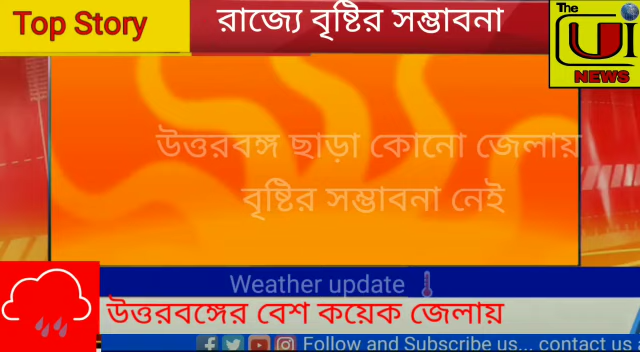 Top Story
রাজ্যে বৃষ্টির সম্ভাবনা
The
UI
NEWS
উত্তরবঙ্গ ছাড়া কোনো জেলায়
বৃষ্টির সম্ভাবনা নেই
Weather update
উত্তরবঙ্গের বেশ কয়েক জেলায়
Follow and Subscribe us... contact us